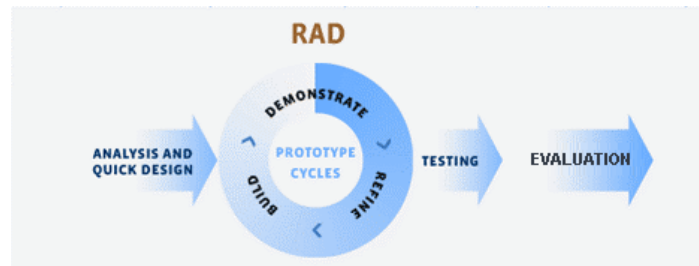 RAD
ANALYSIS AND
QUICK DESIGN
DEMONSTRATE
PROTOTYPE
CYCLES
BUILD
REFINE
TESTING
EVALUATION